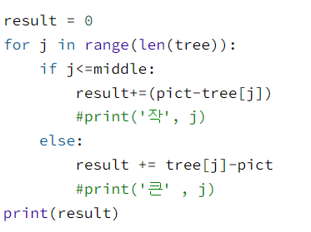 result = 0
for j in range(len(tree)):
    if j<=middle:
        result+=(pict-tree[j])
        #print('작', j)
    else:
        result += tree[j]-pict
        #print('큰' , j)
print(result)